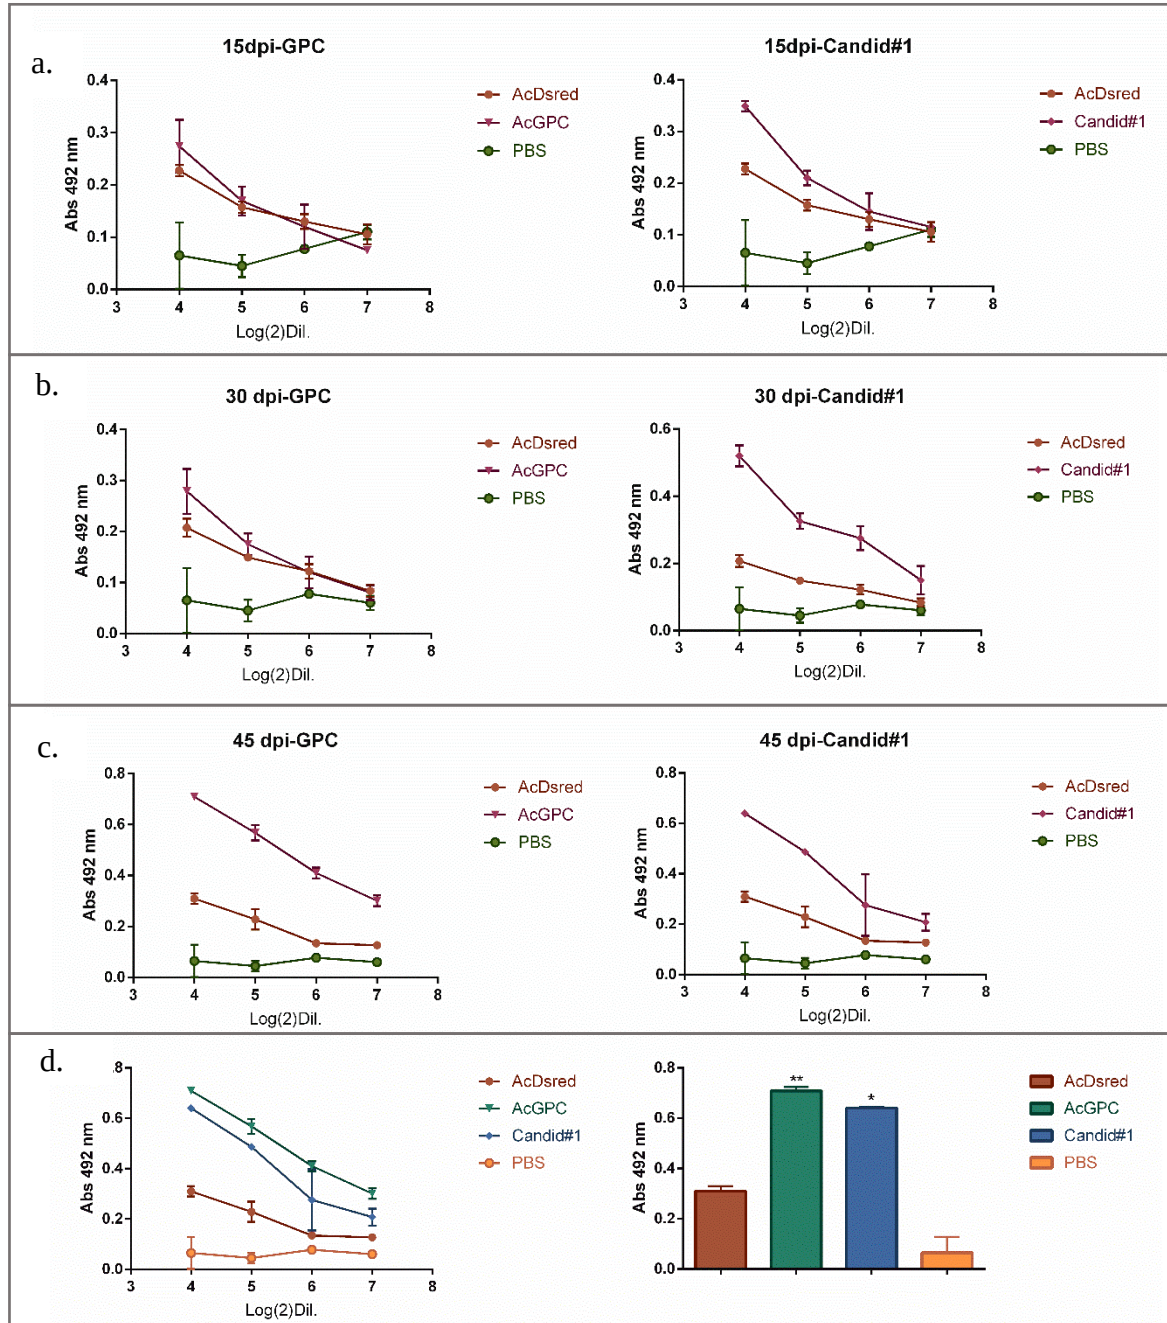 a.
15dpi-GPC
Abs 492 nm
0.4
0.3
0.2
0.1
0.0
3 4 5 6 7 8
Log(2)Dil.
AcDsred
AcGPC
PBS
15dpi-Candid#1
Abs 492 nm
0.4
0.3
0.2
0.1
0.0
3 4 5 6 7 8
Log(2)Dil.
AcDsred
Candid#1
PBS
b.
30 dpi-GPC
Abs 492 nm
0.4
0.3
0.2
0.1
0.0
3 4 5 6 7 8
Log(2)Dil.
AcDsred
AcGPC
PBS
30 dpi-Candid#1
Abs 492 nm
0.6
0.4
0.2
0.0
3 4 5 6 7 8
Log(2)Dil.
AcDsred
Candid#1
PBS
c.
45 dpi-GPC
Abs 492 nm
0.8
0.6
0.4
0.2
0.0
3 4 5 6 7 8
Log(2)Dil.
AcDsred
AcGPC
PBS
45 dpi-Candid#1
Abs 492 nm
0.8
0.6
0.4
0.2
0.0
3 4 5 6 7 8
Log(2)Dil.
AcDsred
Candid#1
PBS
d.
Abs 492 nm
0.8
0.6
0.4
0.2
0.0
3 4 5 6 7 8
Log(2)Dil.
AcDsred
AcGPC
Candid#1
PBS
Abs 492 nm
0.8
0.6
0.4
0.2
0.0
**
*
AcDsred
AcGPC
Candid#1
PBS